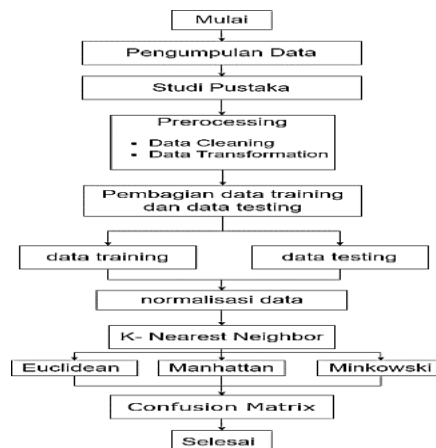 Mulai
Pengumpulan Data
Studi Pustaka
Prerocessing
• Data Cleaning
• Data Transformation
Pembagian data training
dan data testing
data training
data testing
normalisasi data
K- Nearest Neighbor
Euclidean
Manhattan
Minkowski
Confusion Matrix
Selesai